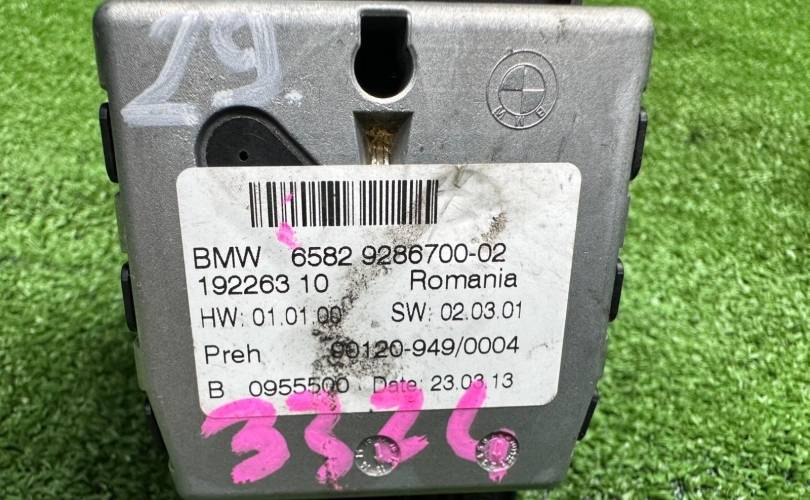 29.
BMW
BMW 6582 9286700-02
192263 10 Romania
HW: 01.01.00 SW: 02.03.01
Preh 90120-949/0004
B 0955500 Date: 23.03.13
3326